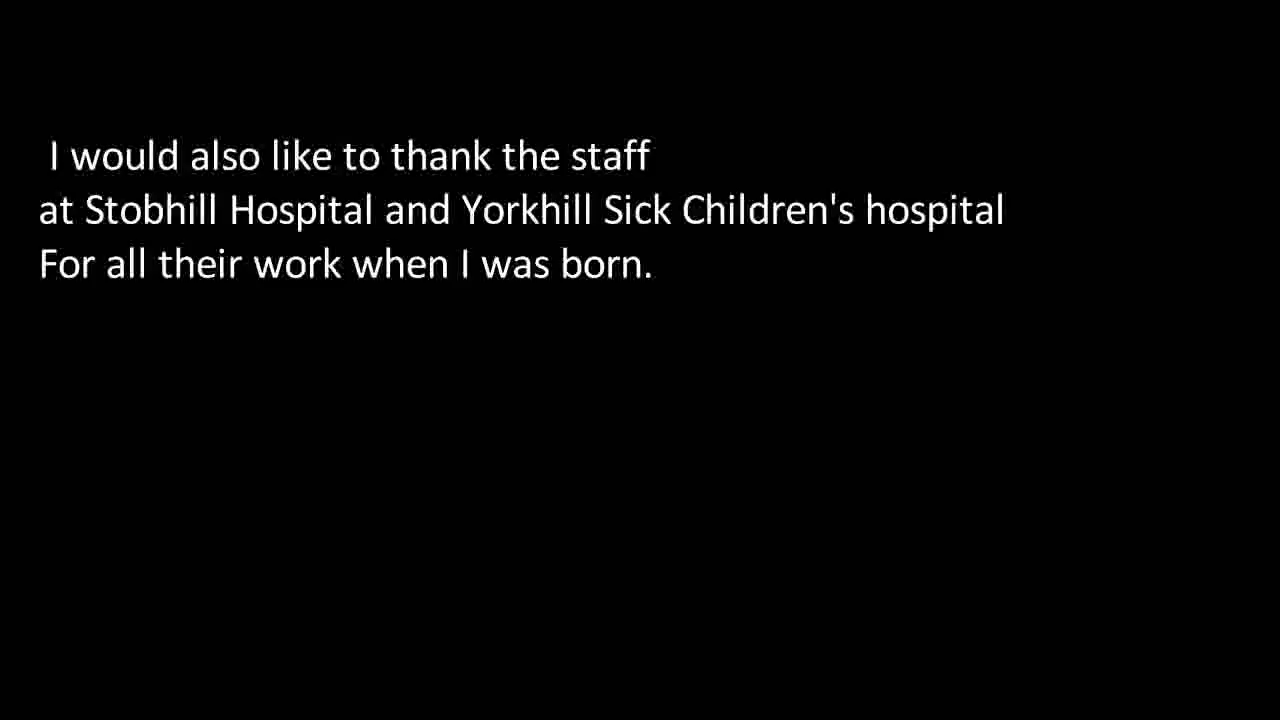 I would also like to thank the staff
at Stobhill Hospital and Yorkhill Sick Children's hospital
For all their work when I was born.